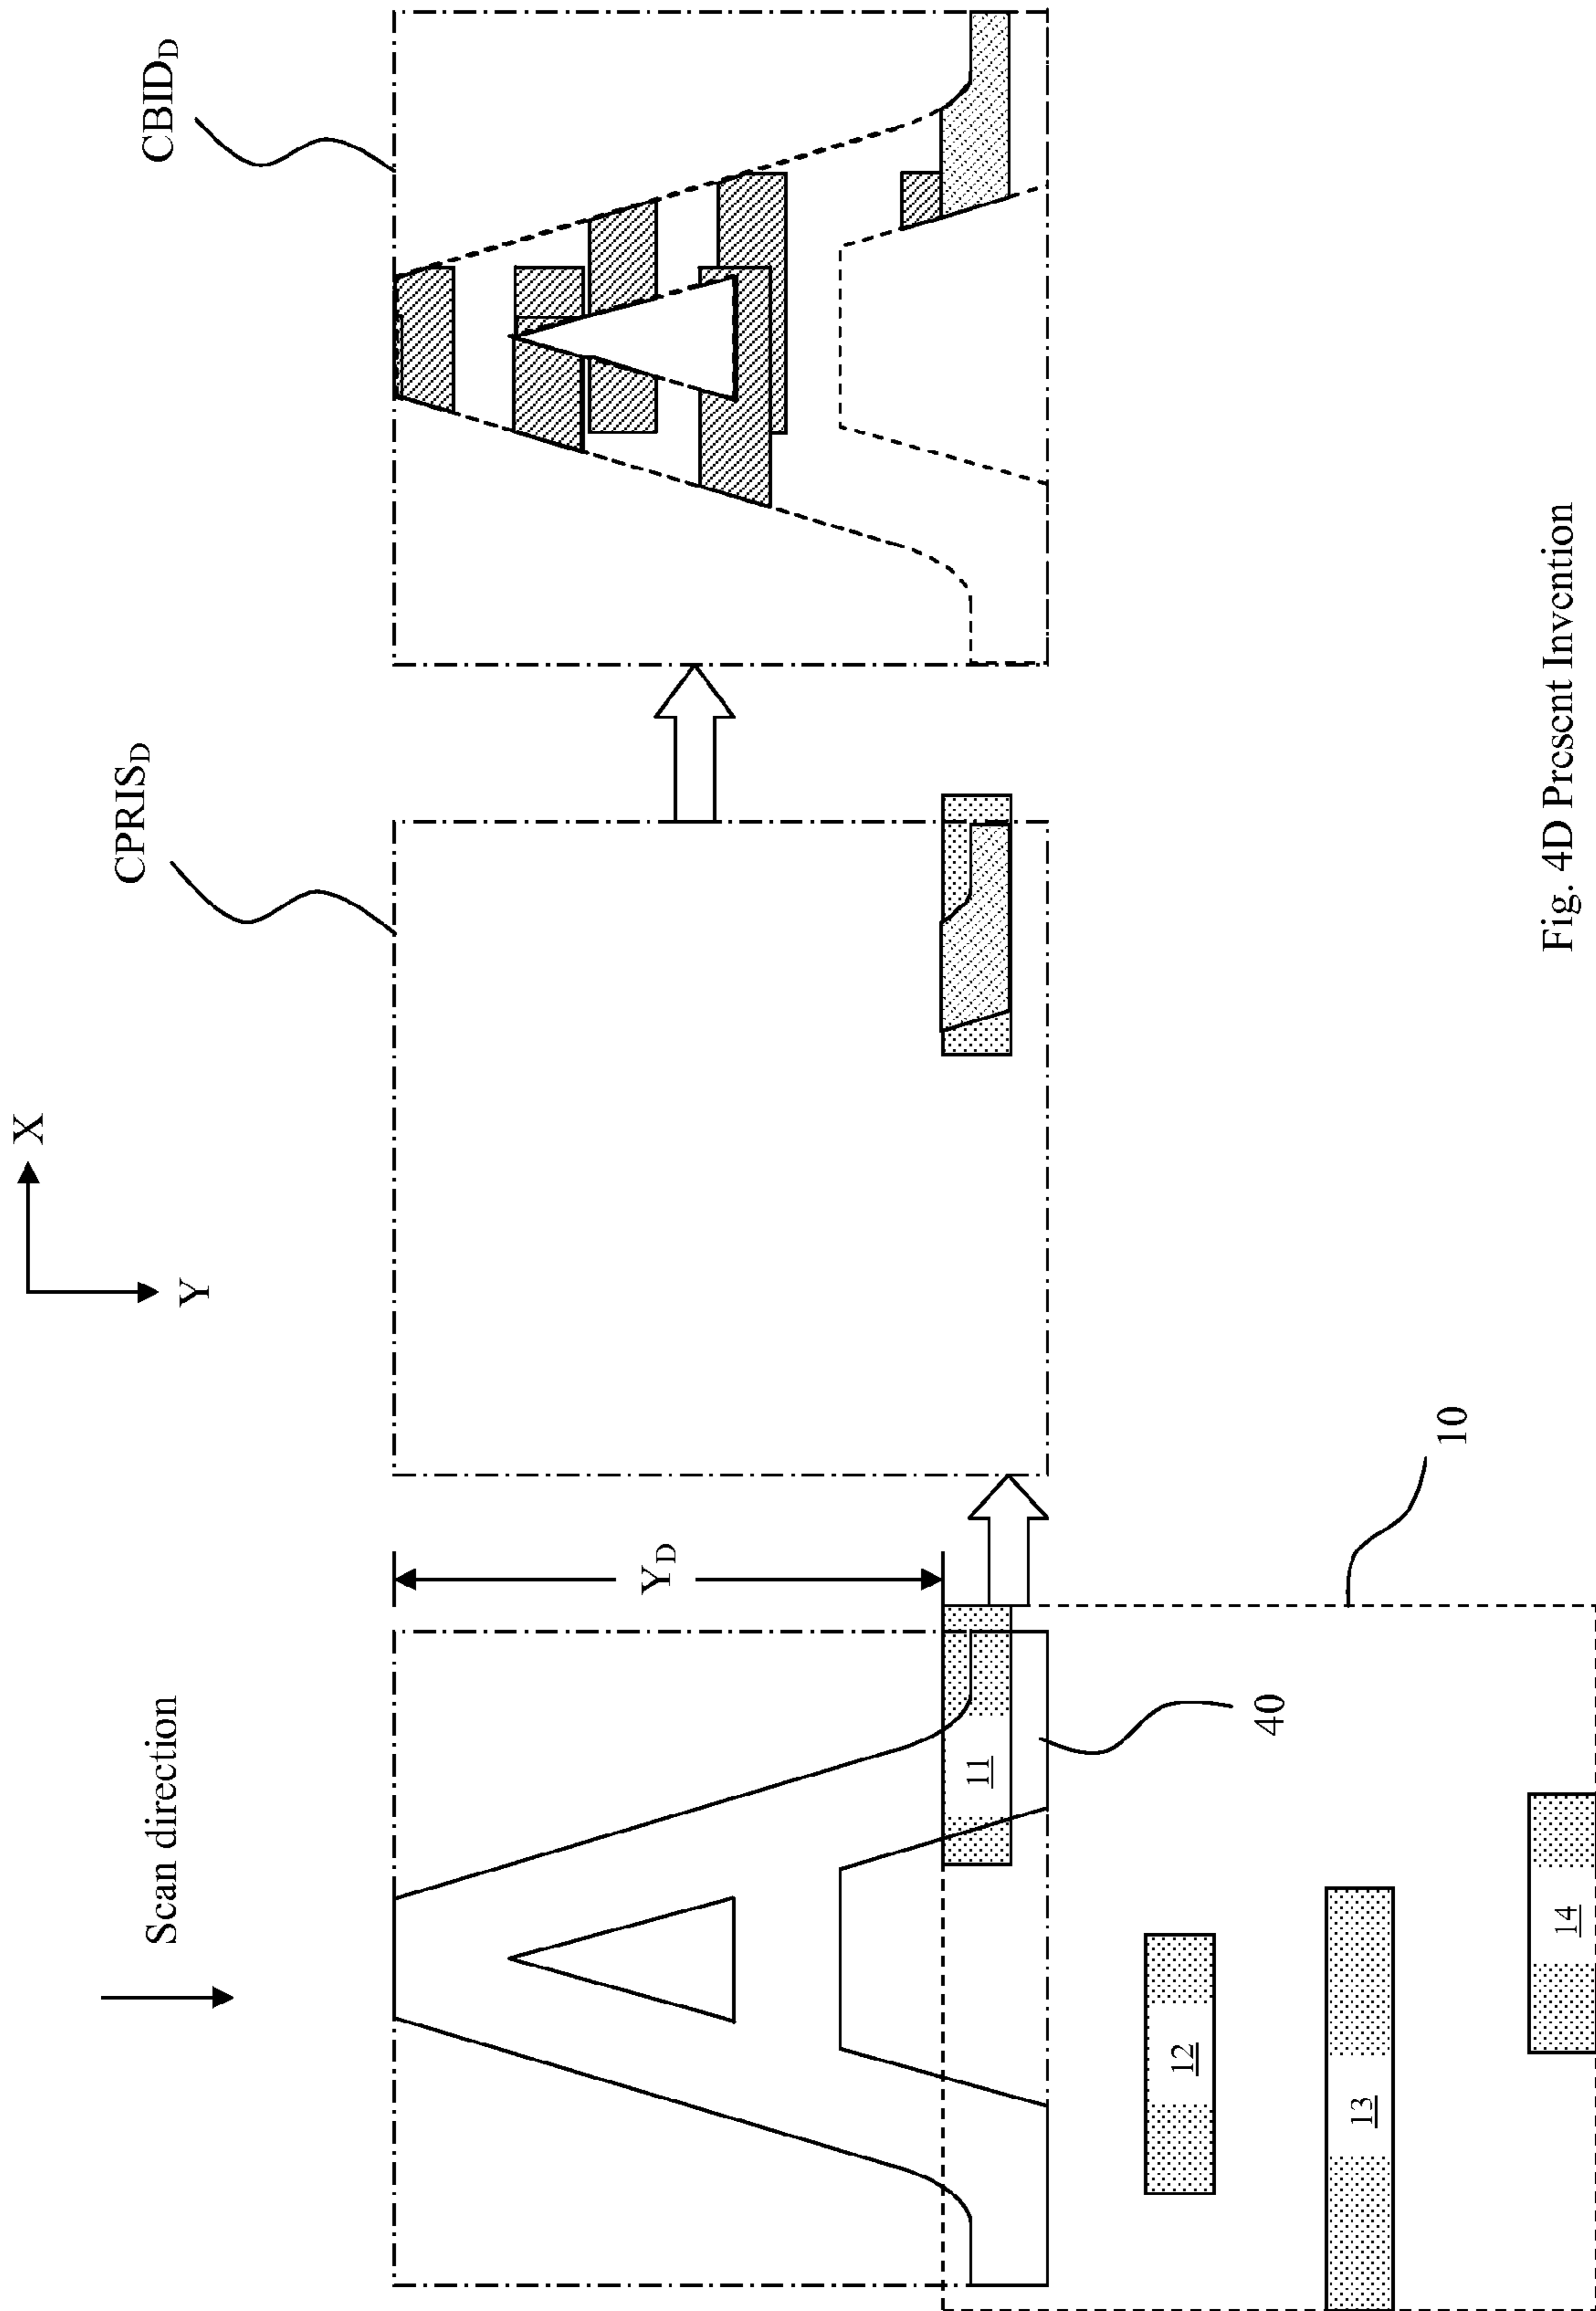 X
Y
Scan direction
CPRIS_D
CBID_D
Y_D
11
40
12
13
10
14
Fig. 4D Present Invention